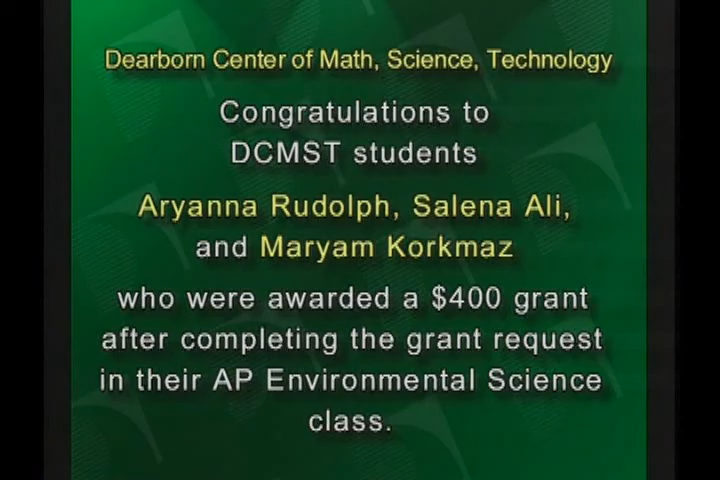 Dearborn Center of Math, Science, Technology
Congratulations to
DCMST students
Aryanna Rudolph, Salena Ali,
and Maryam Korkmaz
who were awarded a $400 grant
after completing the grant request
in their AP Environmental Science
class.